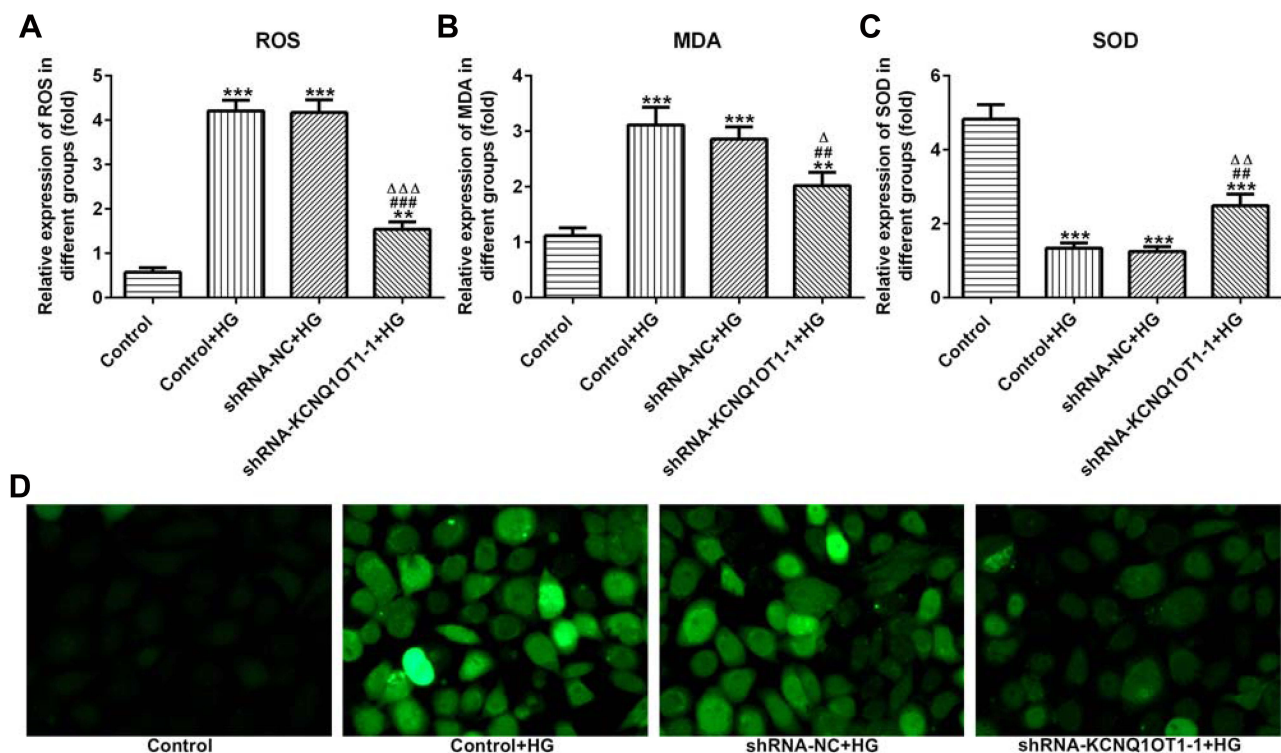 A
ROS
Relative expression of ROS in
different groups (fold)
5
4
3
2
1
0
***
***
ΔΔΔ
###
**
Control
Control+HG
shRNA-NC+HG
shRNA-KCNQ1OT1-1+HG
B
MDA
Relative expression of MDA in
different groups (fold)
4
3
2
1
0
***
***
Δ
##
**
Control
Control+HG
shRNA-NC+HG
shRNA-KCNQ1OT1-1+HG
C
SOD
Relative expression of SOD in
different groups (fold)
6
4
2
0
***
***
ΔΔ
##
***
Control
Control+HG
shRNA-NC+HG
shRNA-KCNQ1OT1-1+HG
D
Control
Control+HG
shRNA-NC+HG
shRNA-KCNQ1OT1-1+HG